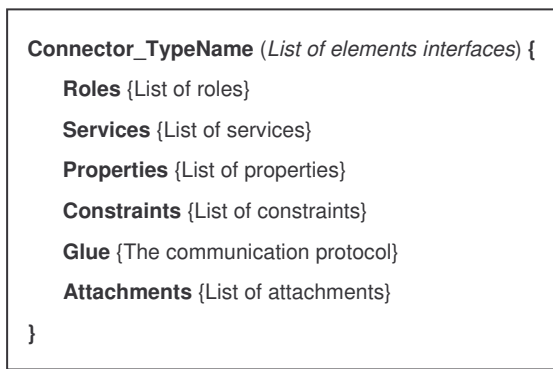 Connector_TypeName (List of elements interfaces) {
Roles {List of roles}
Services {List of services}
Properties {List of properties}
Constraints {List of constraints}
Glue {The communication protocol}
Attachments {List of attachments}
}